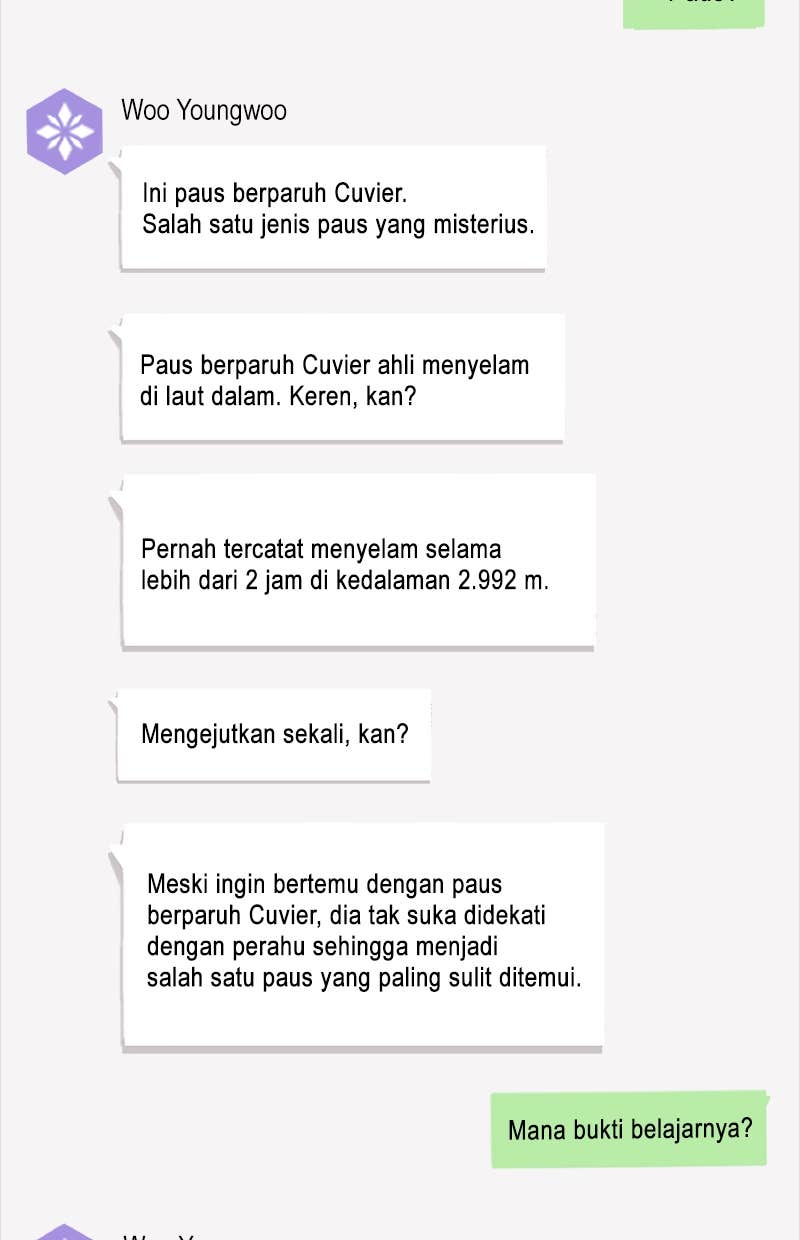 Woo Youngwoo
Ini paus berparuh Cuvier.
Salah satu jenis paus yang misterius.
Paus berparuh Cuvier ahli menyelam
di laut dalam. Keren, kan?
Pernah tercatat menyelam selama
lebih dari 2 jam di kedalaman 2.992 m.
Mengejutkan sekali, kan?
Meski ingin bertemu dengan paus
berparuh Cuvier, dia tak suka didekati
dengan perahu sehingga menjadi
salah satu paus yang paling sulit ditemui.
Mana bukti belajarnya?